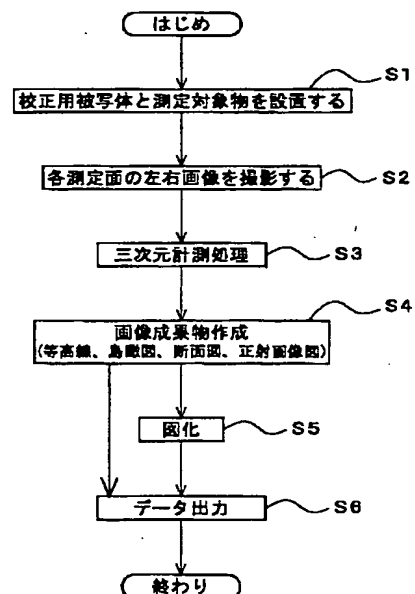 はじめ
S1
校正用被写体と測定対象物を設置する
各測定面の左右画像を撮影する
S2
三次元計測処理
S3
S4
画像成果物作成
(等高線、鳥瞰図、断面図、正射画像図)
図化
S5
データ出力
S6
終わり